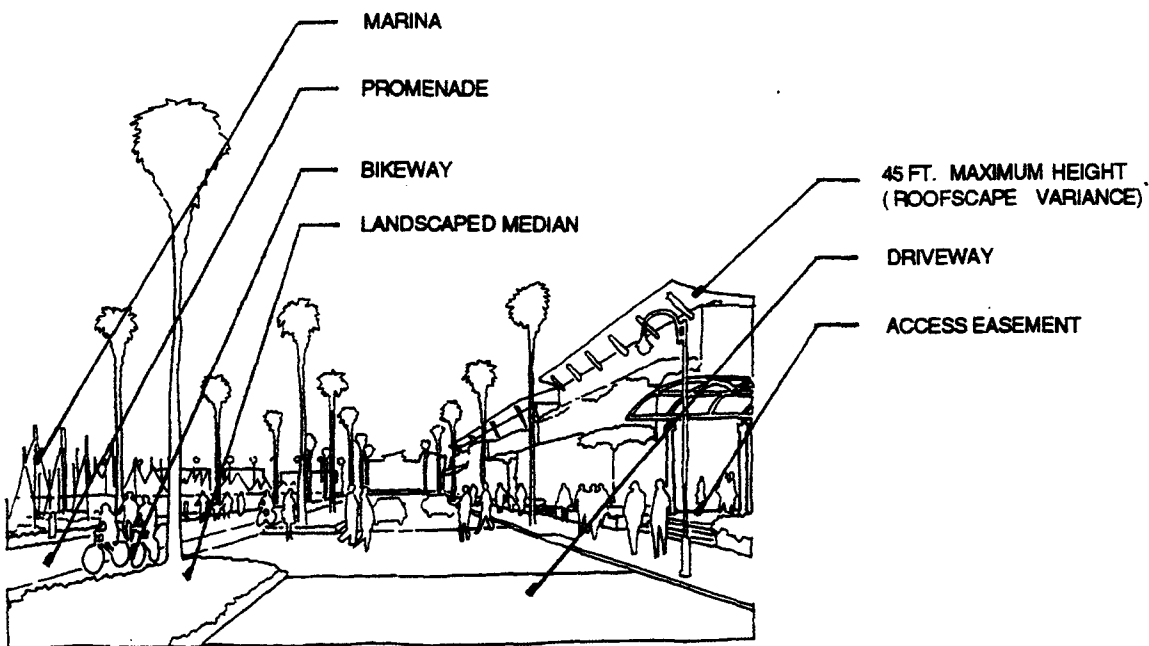 MARINA
PROMENADE
BIKEWAY
LANDSCAPED MEDIAN
45 FT. MAXIMUM HEIGHT
( ROOFSCAPE VARIANCE)
DRIVEWAY
ACCESS EASEMENT